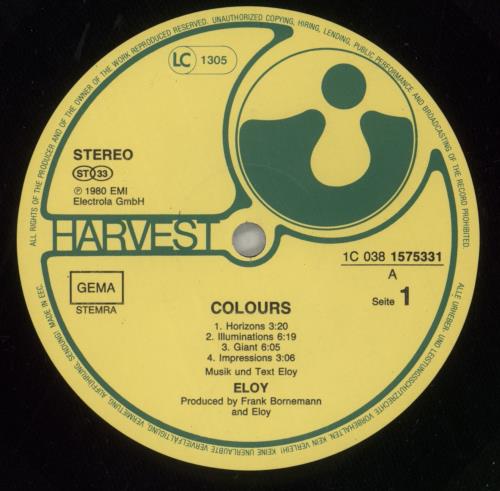 ALL RIGHTS OF THE PRODUCER AND OF THE OWNER OF THE WORK REPRODUCED RESERVED. UNAUTHORIZED COPYING, HIRING, LENDING, PUBLIC PERFORMANCE AND BROADCASTING OF THE RECORD PROHIBITED.
LC 1305
STEREO
ST 33
℗ 1980 EMI
Electrola GmbH
HARVEST
1C 038 1575331
A
Seite 1
GEMA
STEMRA
COLOURS
1. Horizons 3:20
2. Illuminations 6:19
3. Giant 6:05
4. Impressions 3:06
Musik und Text Eloy
ELOY
Produced by Frank Bornemann
and Eloy
ALLE URHEBER- UND LEISTUNGSSCHUTZRECHTE VORBEHALTEN. KEIN VERLEIH! KEINE UNERLAUBTE VERVIELFÄLTIGUNG, VERMIETUNG, AUFFÜHRUNG, SENDUNG! MADE IN EEC.